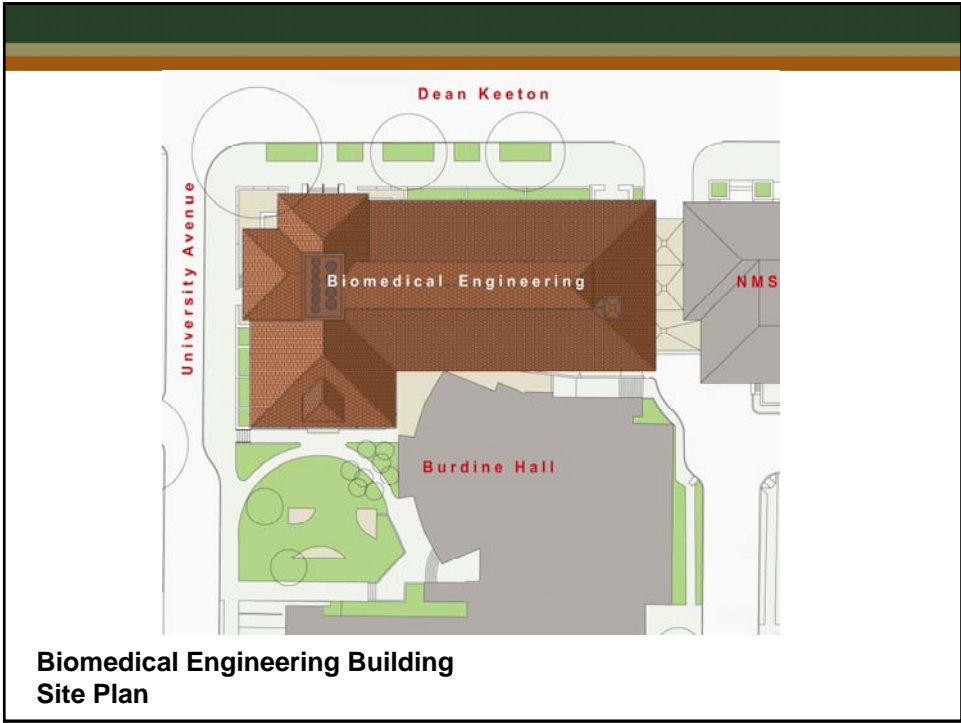 Dean Keeton
University Avenue
Biomedical Engineering
NMS
Burdine Hall
Biomedical Engineering Building
Site Plan